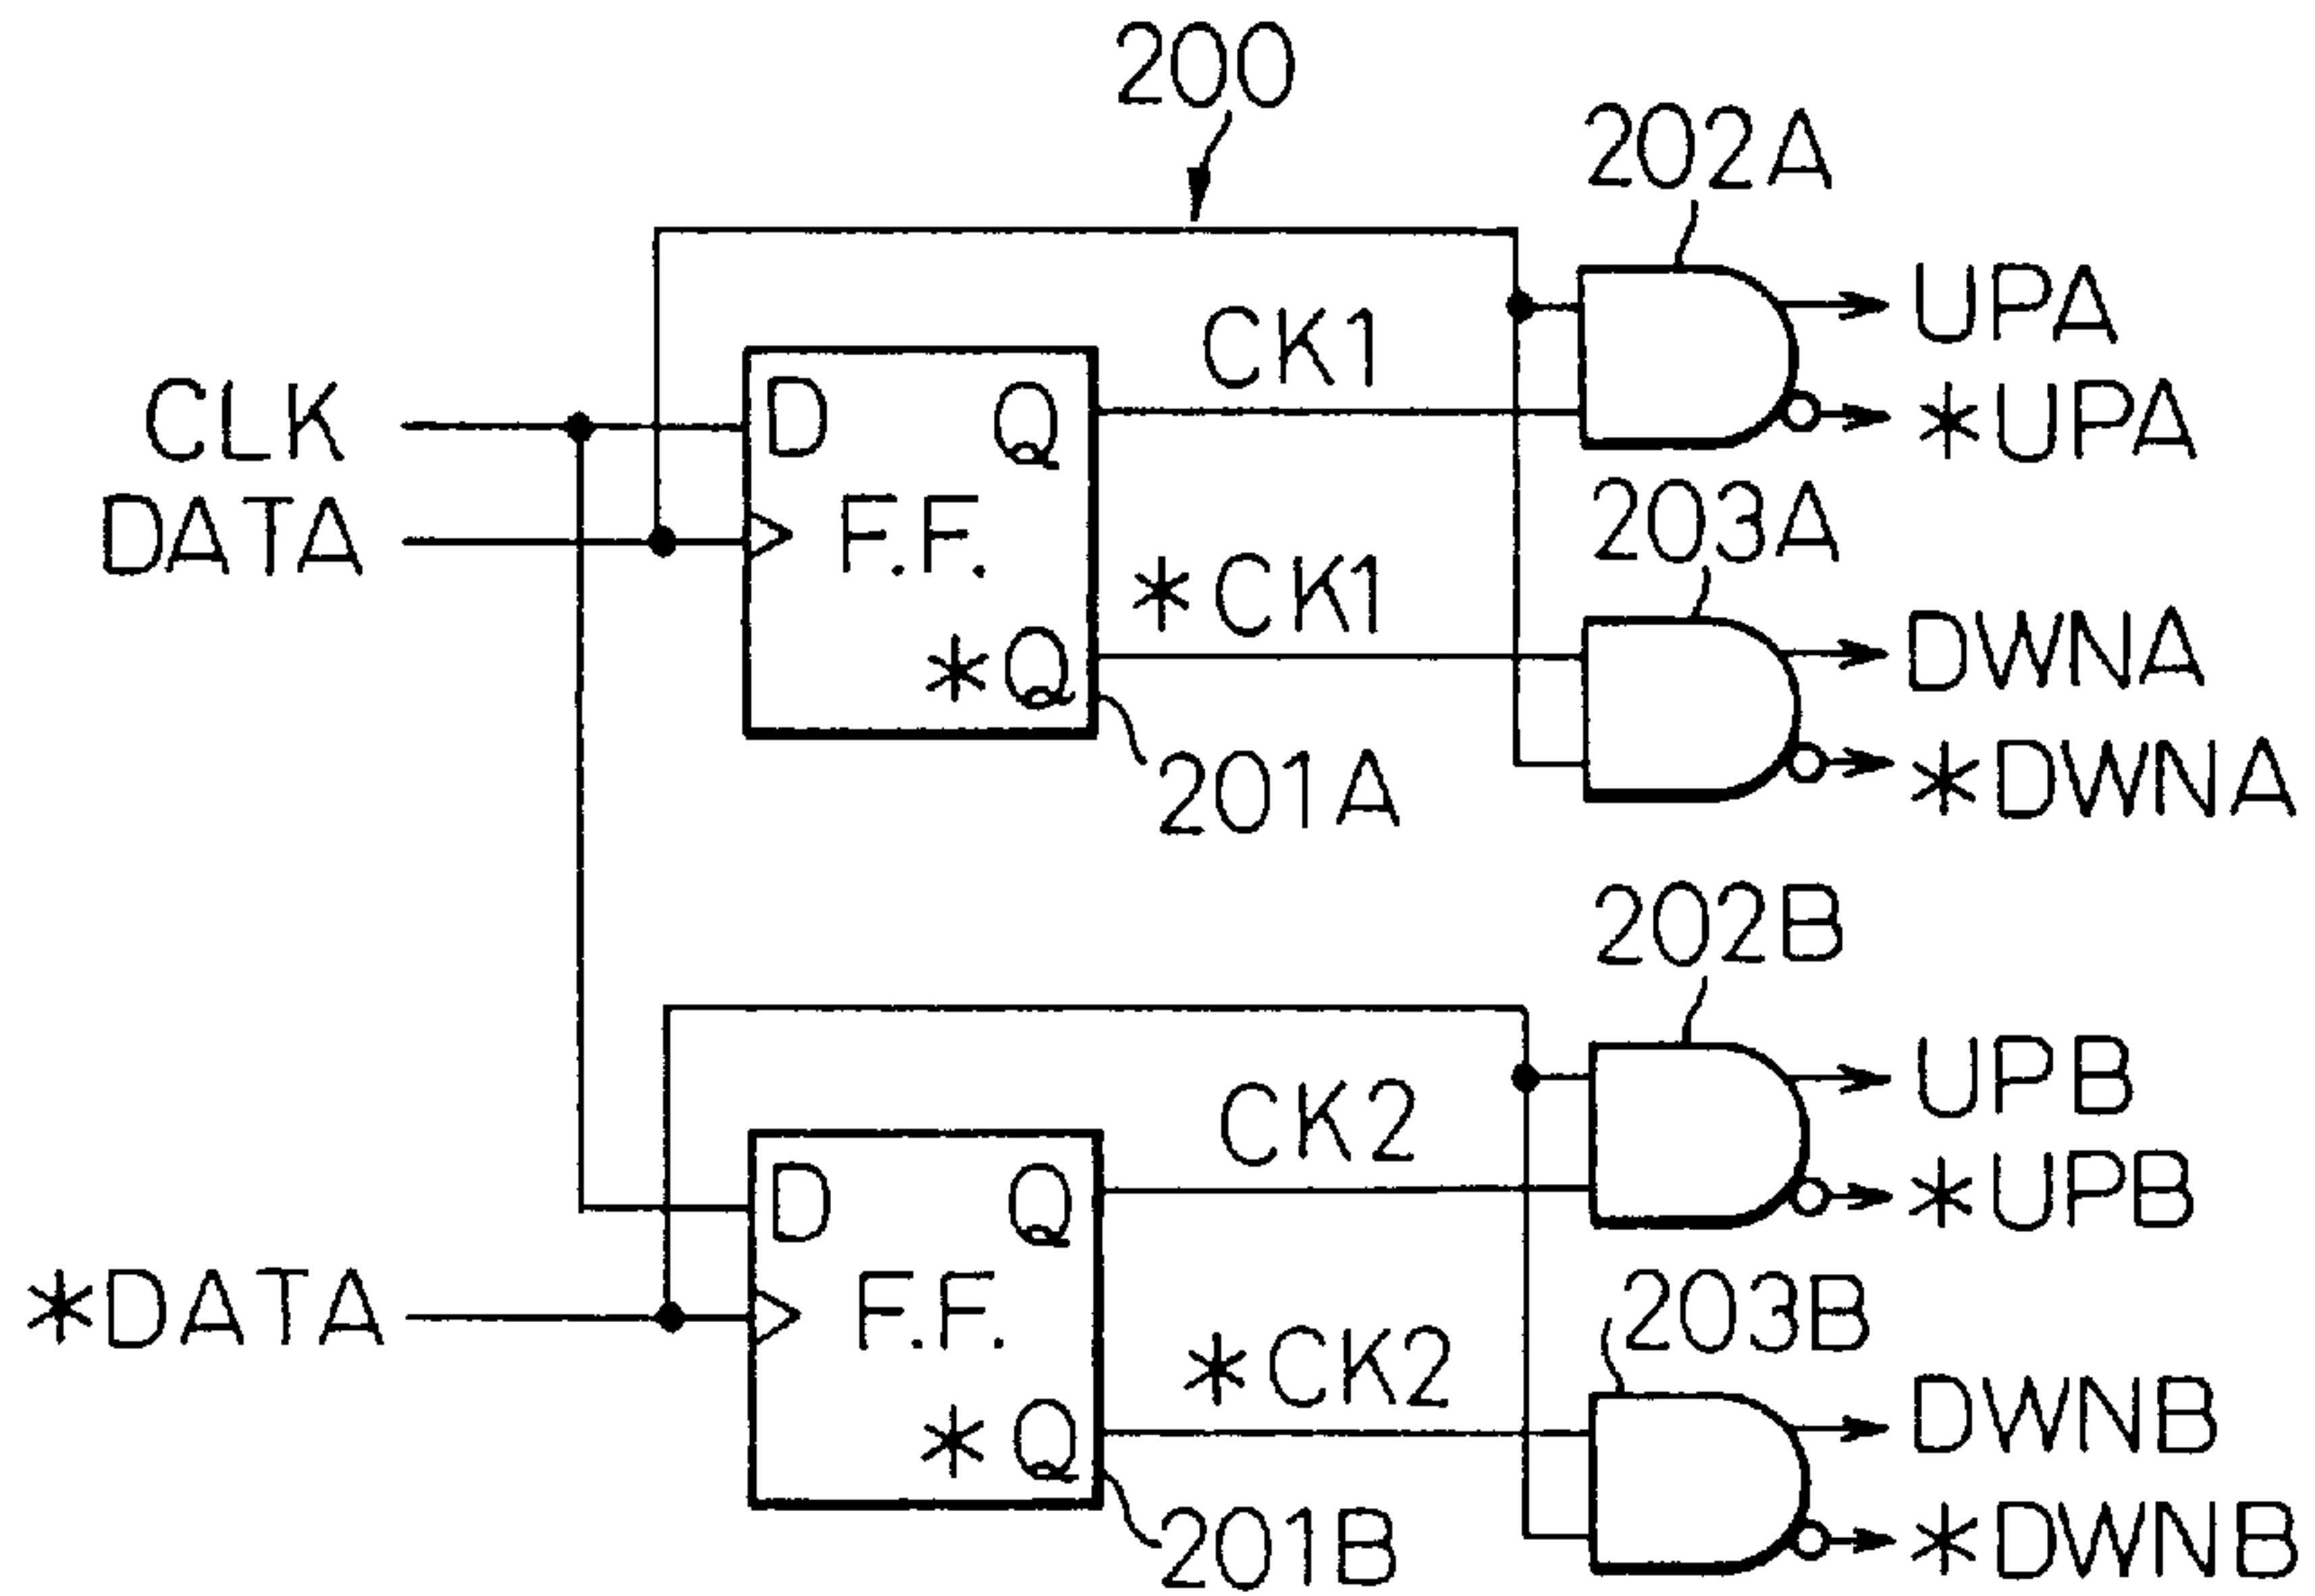 200
202A
UPA
CK1
CLK
D
Q
*UPA
DATA
F.F.
203A
*CK1
DWNA
*Q
201A
*DWNA
202B
UPB
CK2
D
Q
*UPB
*DATA
F.F.
203B
*CK2
DWNB
*Q
201B
*DWNB